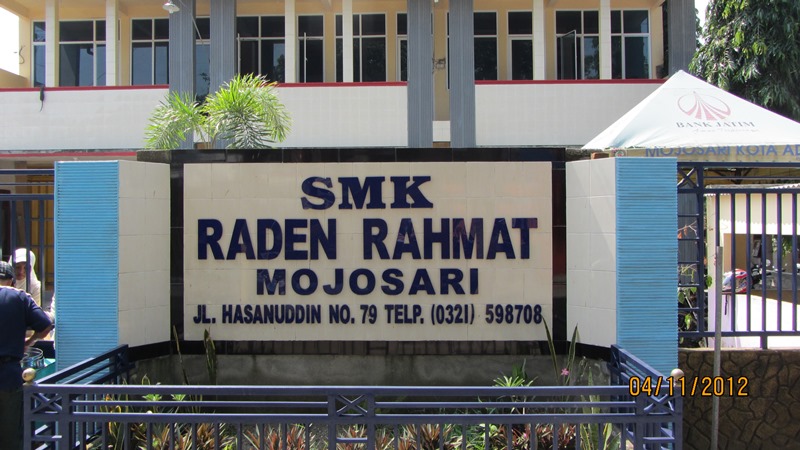 SMK
RADEN RAHMAT
MOJOSARI
JL. HASANUDDIN NO. 79 TELP. (0321) 598708
BANK JATIM
MOJOSARI KOTA
04/11/2012